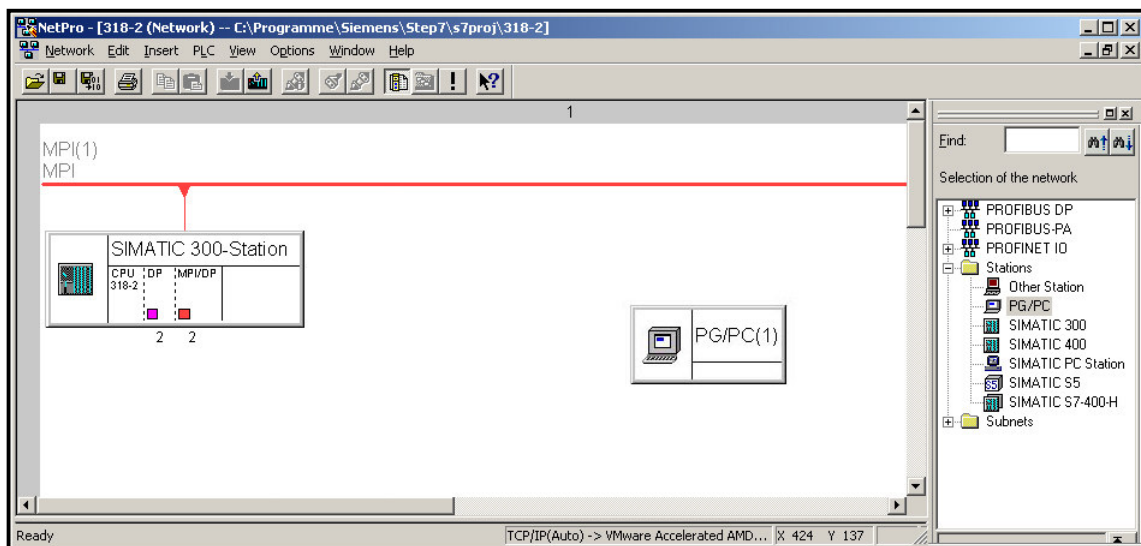 NetPro - [318-2 (Network) -- C:\Programme\Siemens\Step7\s7proj\318-2]
Network Edit Insert PLC View Options Window Help
1
MPI(1)
MPI
SIMATIC 300-Station
CPU DP MPI/DP
318-2
2 2
PG/PC(1)
Find:
Selection of the network
PROFIBUS DP
PROFIBUS-PA
PROFINET IO
Stations
Other Station
PG/PC
SIMATIC 300
SIMATIC 400
SIMATIC PC Station
SIMATIC S5
SIMATIC S7-400-H
Subnets
Ready
TCP/IP(Auto) -> VMware Accelerated AMD... X 424 Y 137